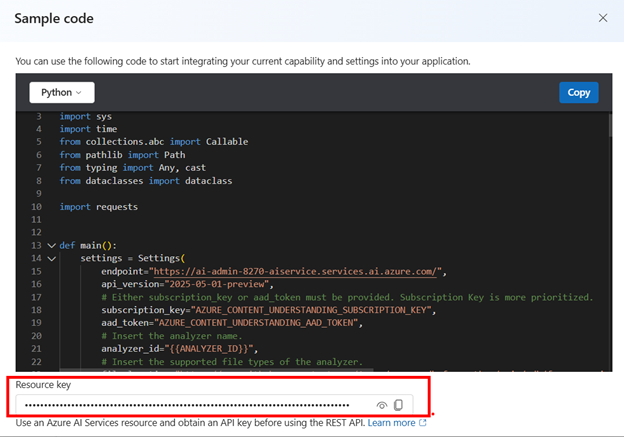 Sample code
You can use the following code to start integrating your current capability and settings into your application.
Python
Copy
3 import sys
4 import time
5 from collections.abc import Callable
6 from pathlib import Path
7 from typing import Any, cast
8 from dataclasses import dataclass
9
10 import requests
11
12
13 def main():
14 settings = Settings(
15 endpoint="https://ai-admin-8270-aiservice.services.ai.azure.com/",
16 api_version="2025-05-01-preview",
17 # Either subscription_key or aad_token must be provided. Subscription Key is more prioritized.
18 subscription_key="AZURE_CONTENT_UNDERSTANDING_SUBSCRIPTION_KEY",
19 aad_token="AZURE_CONTENT_UNDERSTANDING_AAD_TOKEN",
20 # Insert the analyzer name.
21 analyzer_id="{{ANALYZER_ID}}",
22 # Insert the supported file types of the analyzer.
Resource key
Use an Azure AI Services resource and obtain an API key before using the REST API. Learn more